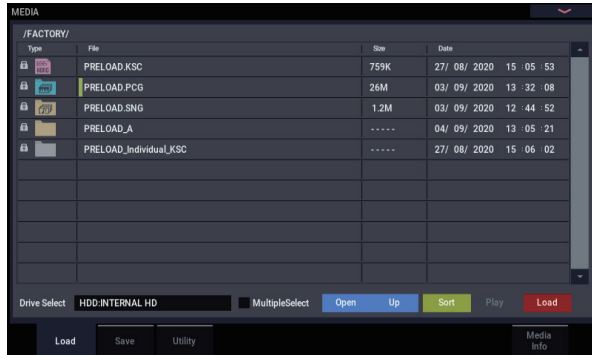 MEDIA
/FACTORY/
Type File Size Date
KORG PRELOAD.KSC 759K 27/ 08/ 2020 15 :05 :53
PRELOAD.PCG 26M 03/ 09/ 2020 13 :32 :08
PRELOAD.SNG 1.2M 03/ 09/ 2020 12 :44 :52
PRELOAD_A ----- 04/ 09/ 2020 13 :05 :21
PRELOAD_Individual_KSC ----- 27/ 08/ 2020 15 :06 :02
Drive Select HDD:INTERNAL HD MultipleSelect Open Up Sort Play Load
Load Save Utility Media
Info